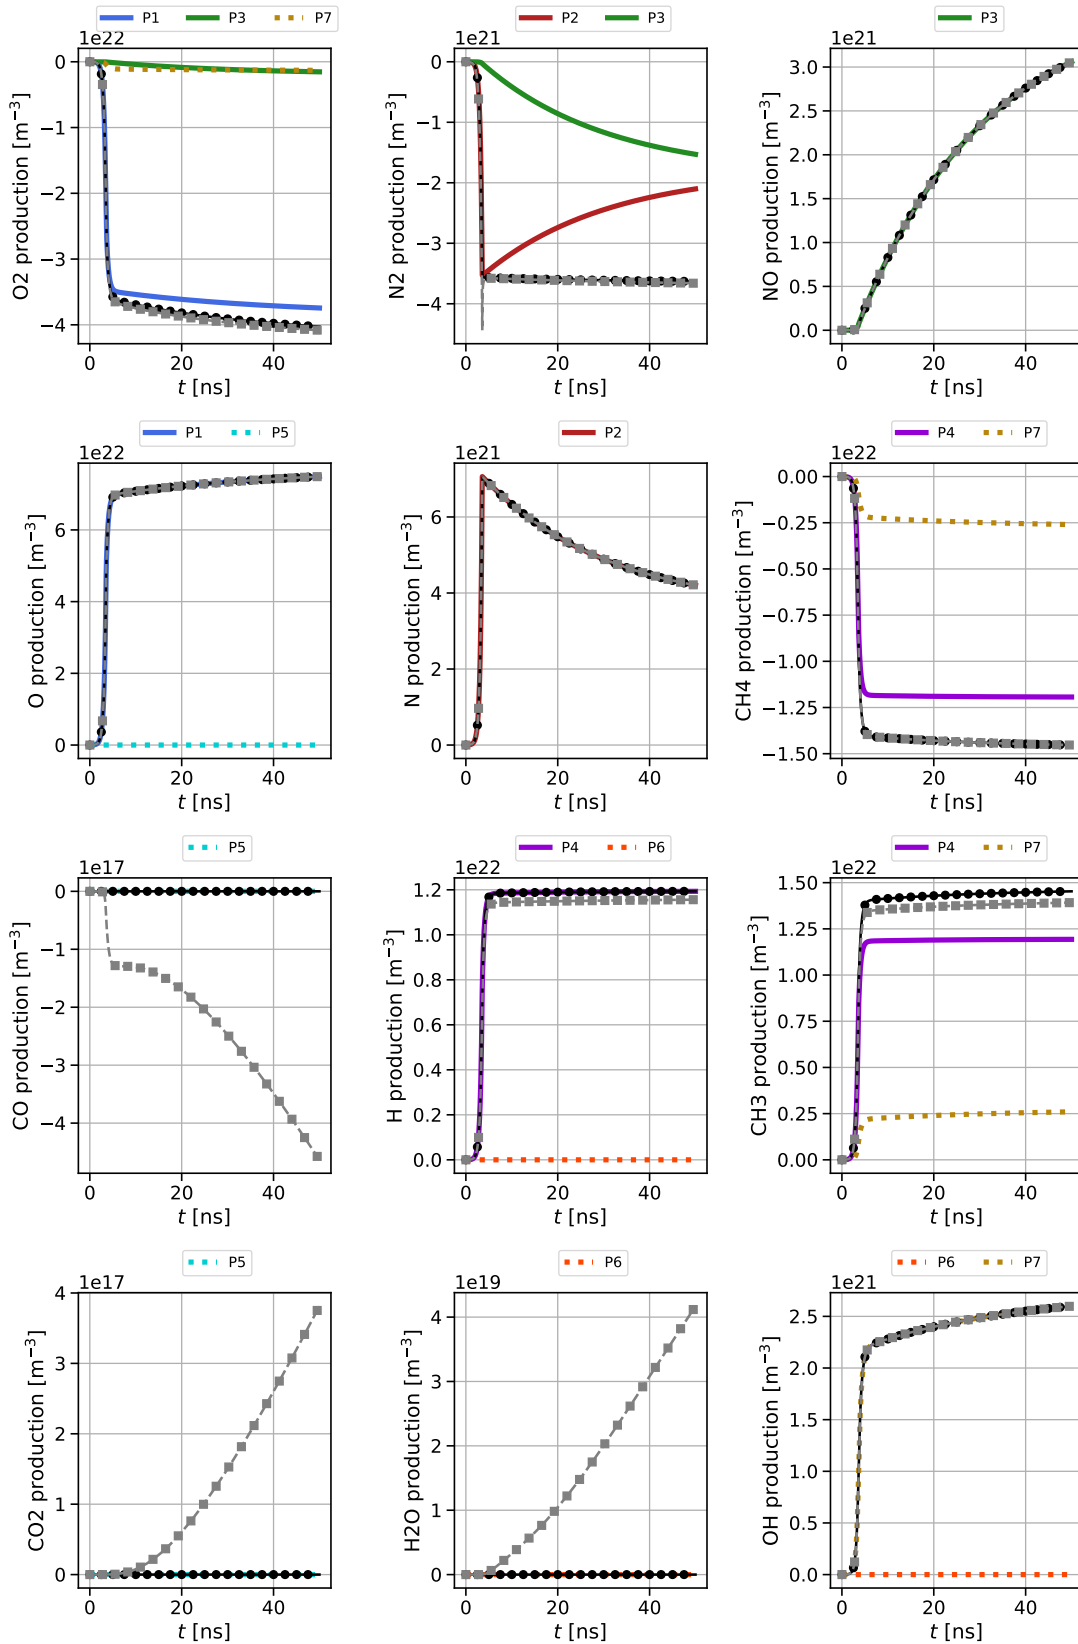 P1 P3 P7
1e22
O2 production [m−3]
0
−1
−2
−3
−4
0 20 40
t [ns]
P2 P3
1e21
N2 production [m−3]
0
−1
−2
−3
−4
0 20 40
t [ns]
P3
1e21
NO production [m−3]
3.0
2.5
2.0
1.5
1.0
0.5
0.0
0 20 40
t [ns]
P1 P5
1e22
O production [m−3]
6
4
2
0
0 20 40
t [ns]
P2
1e21
N production [m−3]
6
4
2
0
0 20 40
t [ns]
P4 P7
1e22
CH4 production [m−3]
0.00
−0.25
−0.50
−0.75
−1.00
−1.25
−1.50
0 20 40
t [ns]
P5
1e17
CO production [m−3]
0
−1
−2
−3
−4
0 20 40
t [ns]
P4 P6
1e22
H production [m−3]
1.2
1.0
0.8
0.6
0.4
0.2
0.0
0 20 40
t [ns]
P4 P7
1e22
CH3 production [m−3]
1.50
1.25
1.00
0.75
0.50
0.25
0.00
0 20 40
t [ns]
P5
1e17
CO2 production [m−3]
4
3
2
1
0
0 20 40
t [ns]
P6
1e19
H2O production [m−3]
4
3
2
1
0
0 20 40
t [ns]
P6 P7
1e21
OH production [m−3]
2.5
2.0
1.5
1.0
0.5
0.0
0 20 40
t [ns]